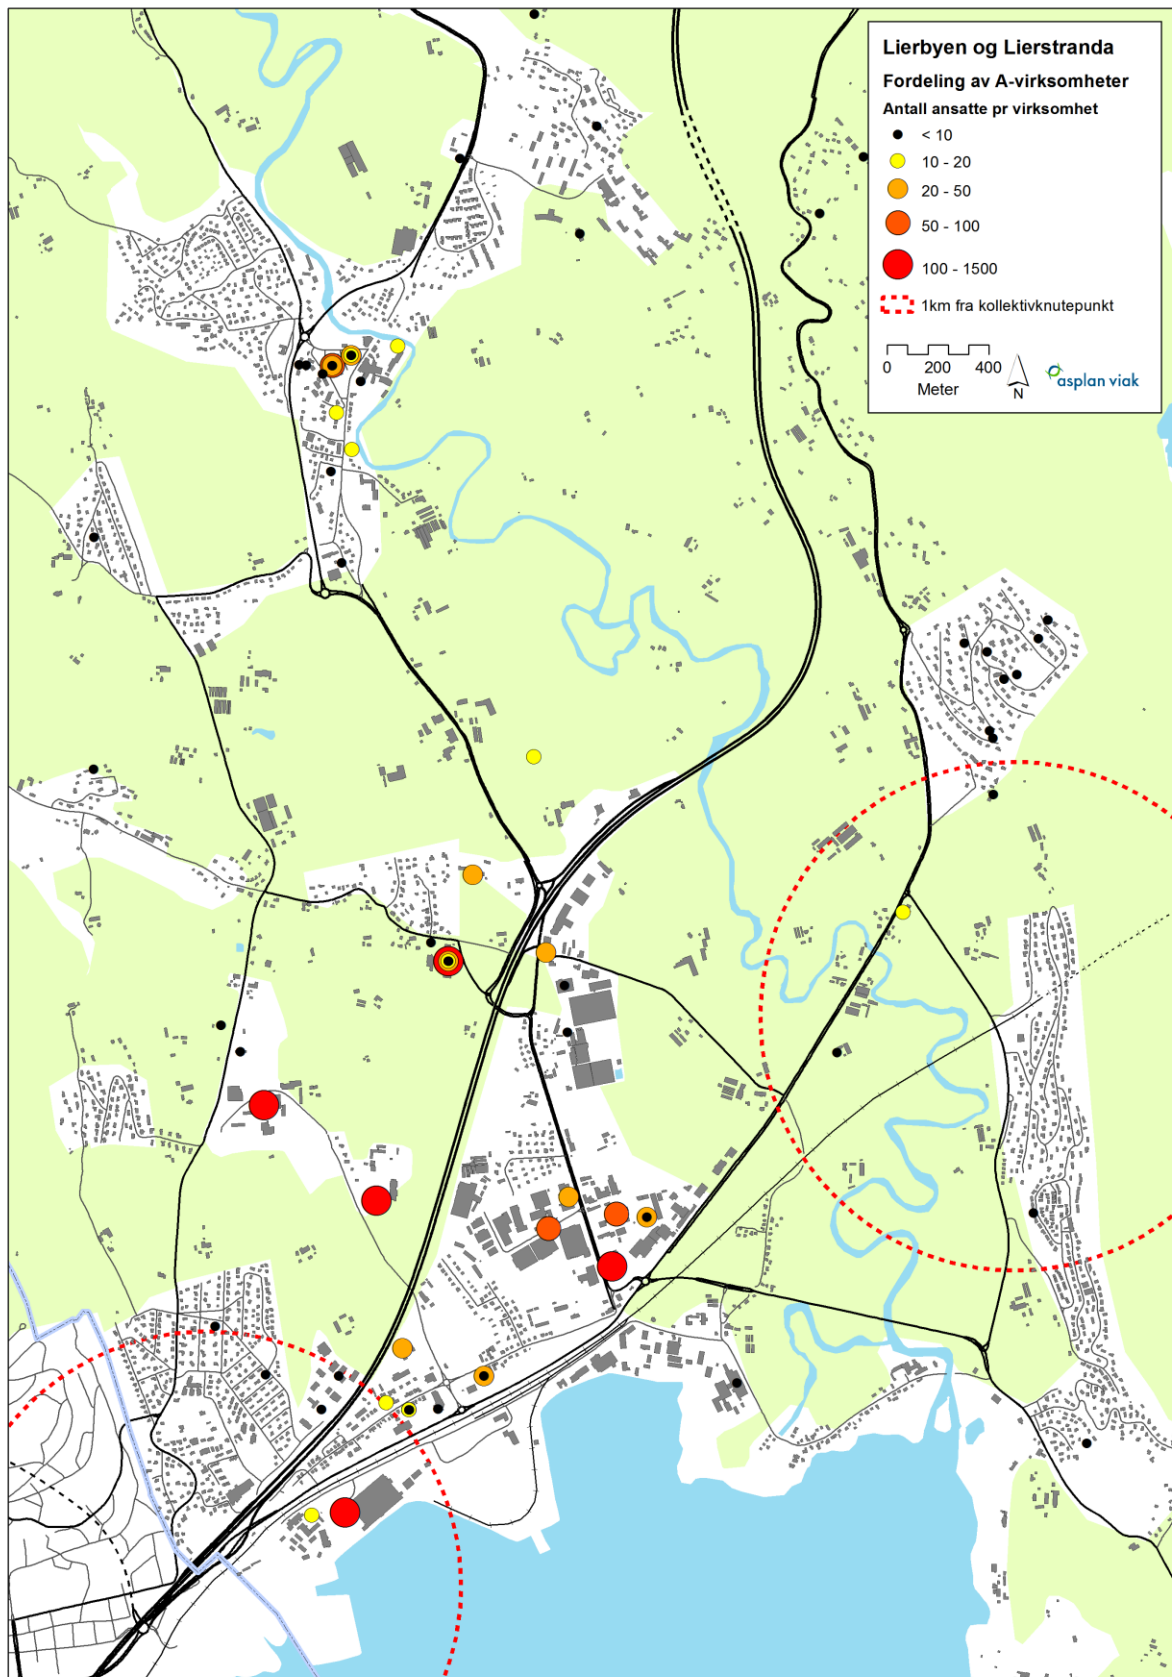 Lierbyen og Lierstranda
Fordeling av A-virksomheter
Antall ansatte pr virksomhet
< 10
10 - 20
20 - 50
50 - 100
100 - 1500
1km fra kollektivknutepunkt
0 200 400
Meter
N
asplan viak